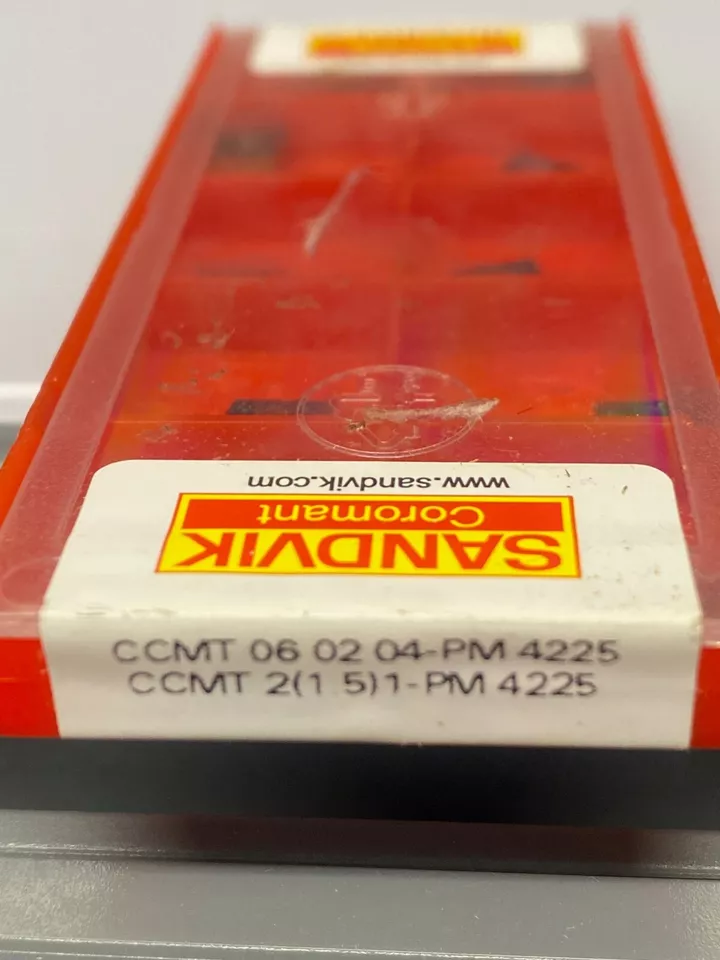 www.sandvik.com
SANDVIK
Coromant
CCMT 06 02 04-PM 4225
CCMT 2(1.5)1-PM 4225